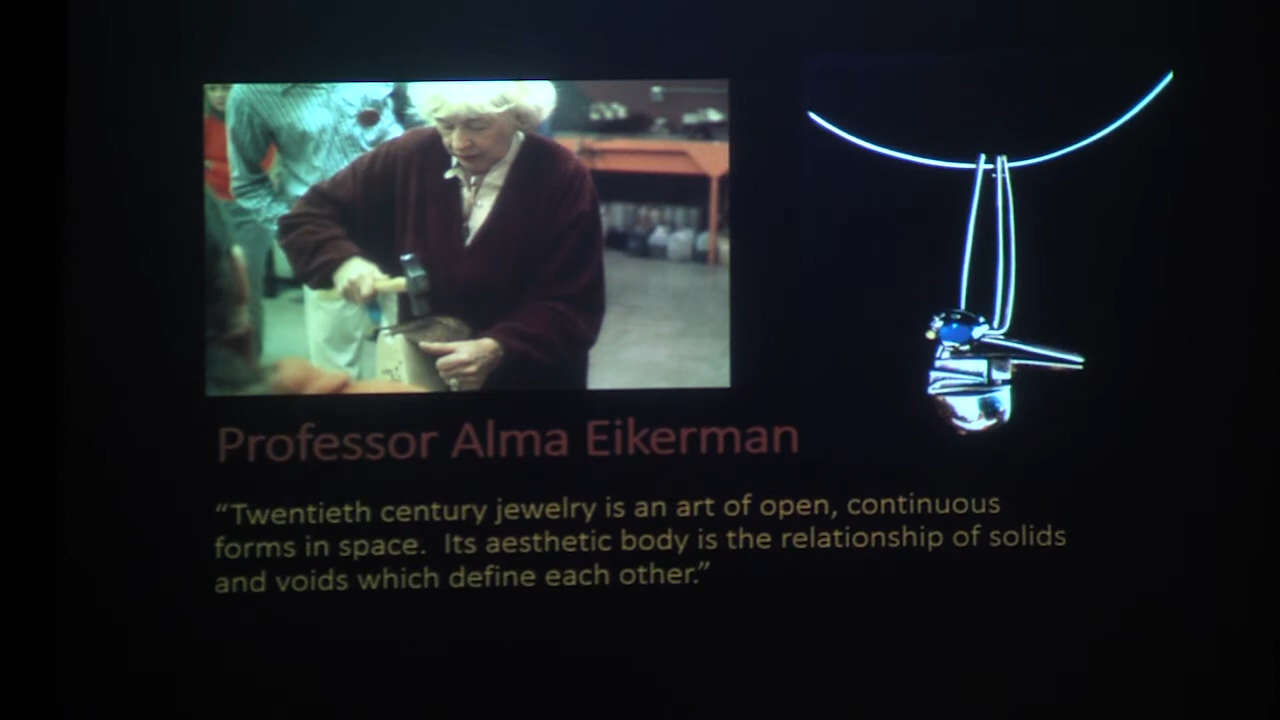 Professor Alma Eikerman
“Twentieth century jewelry is an art of open, continuous
forms in space.  Its aesthetic body is the relationship of solids
and voids which define each other.”